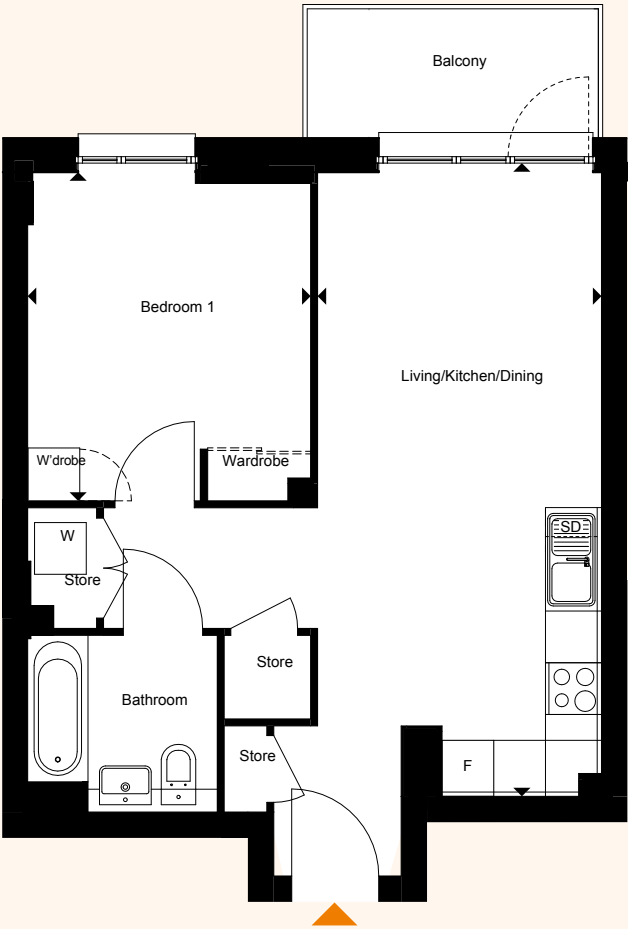 Balcony
Bedroom 1
Living/Kitchen/Dining
W'drobe
Wardrobe
SD
W
Store
Store
Bathroom
Store
F